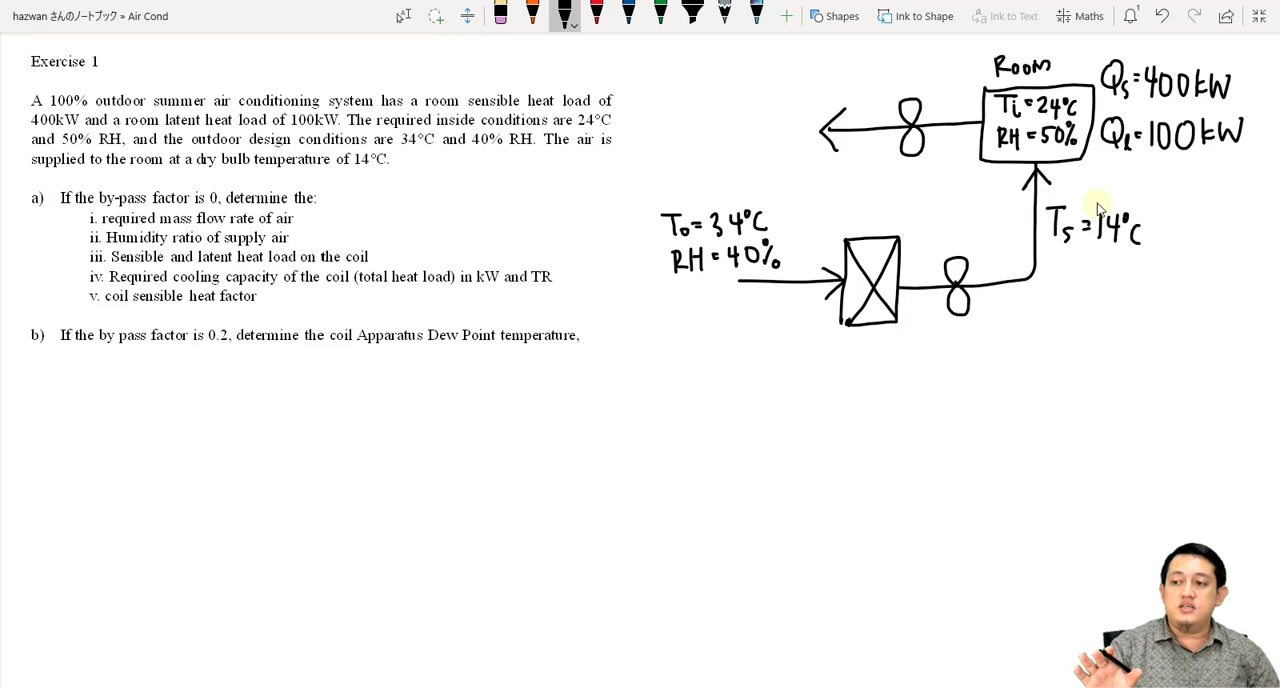 hazwan さんのノートブック » Air Cond
Shapes
Ink to Shape
Ink to Text
Maths
Exercise 1
A 100% outdoor summer air conditioning system has a room sensible heat load of
400kW and a room latent heat load of 100kW. The required inside conditions are 24°C
and 50% RH, and the outdoor design conditions are 34°C and 40% RH. The air is
supplied to the room at a dry bulb temperature of 14°C.
a) If the by-pass factor is 0, determine the:
i. required mass flow rate of air
ii. Humidity ratio of supply air
iii. Sensible and latent heat load on the coil
iv. Required cooling capacity of the coil (total heat load) in kW and TR
v. coil sensible heat factor
b) If the by pass factor is 0.2, determine the coil Apparatus Dew Point temperature,
Room
Ti = 24°C
RH = 50%
Qs = 400kW
Ql = 100kW
To = 34°C
RH = 40%
Ts = 14°C